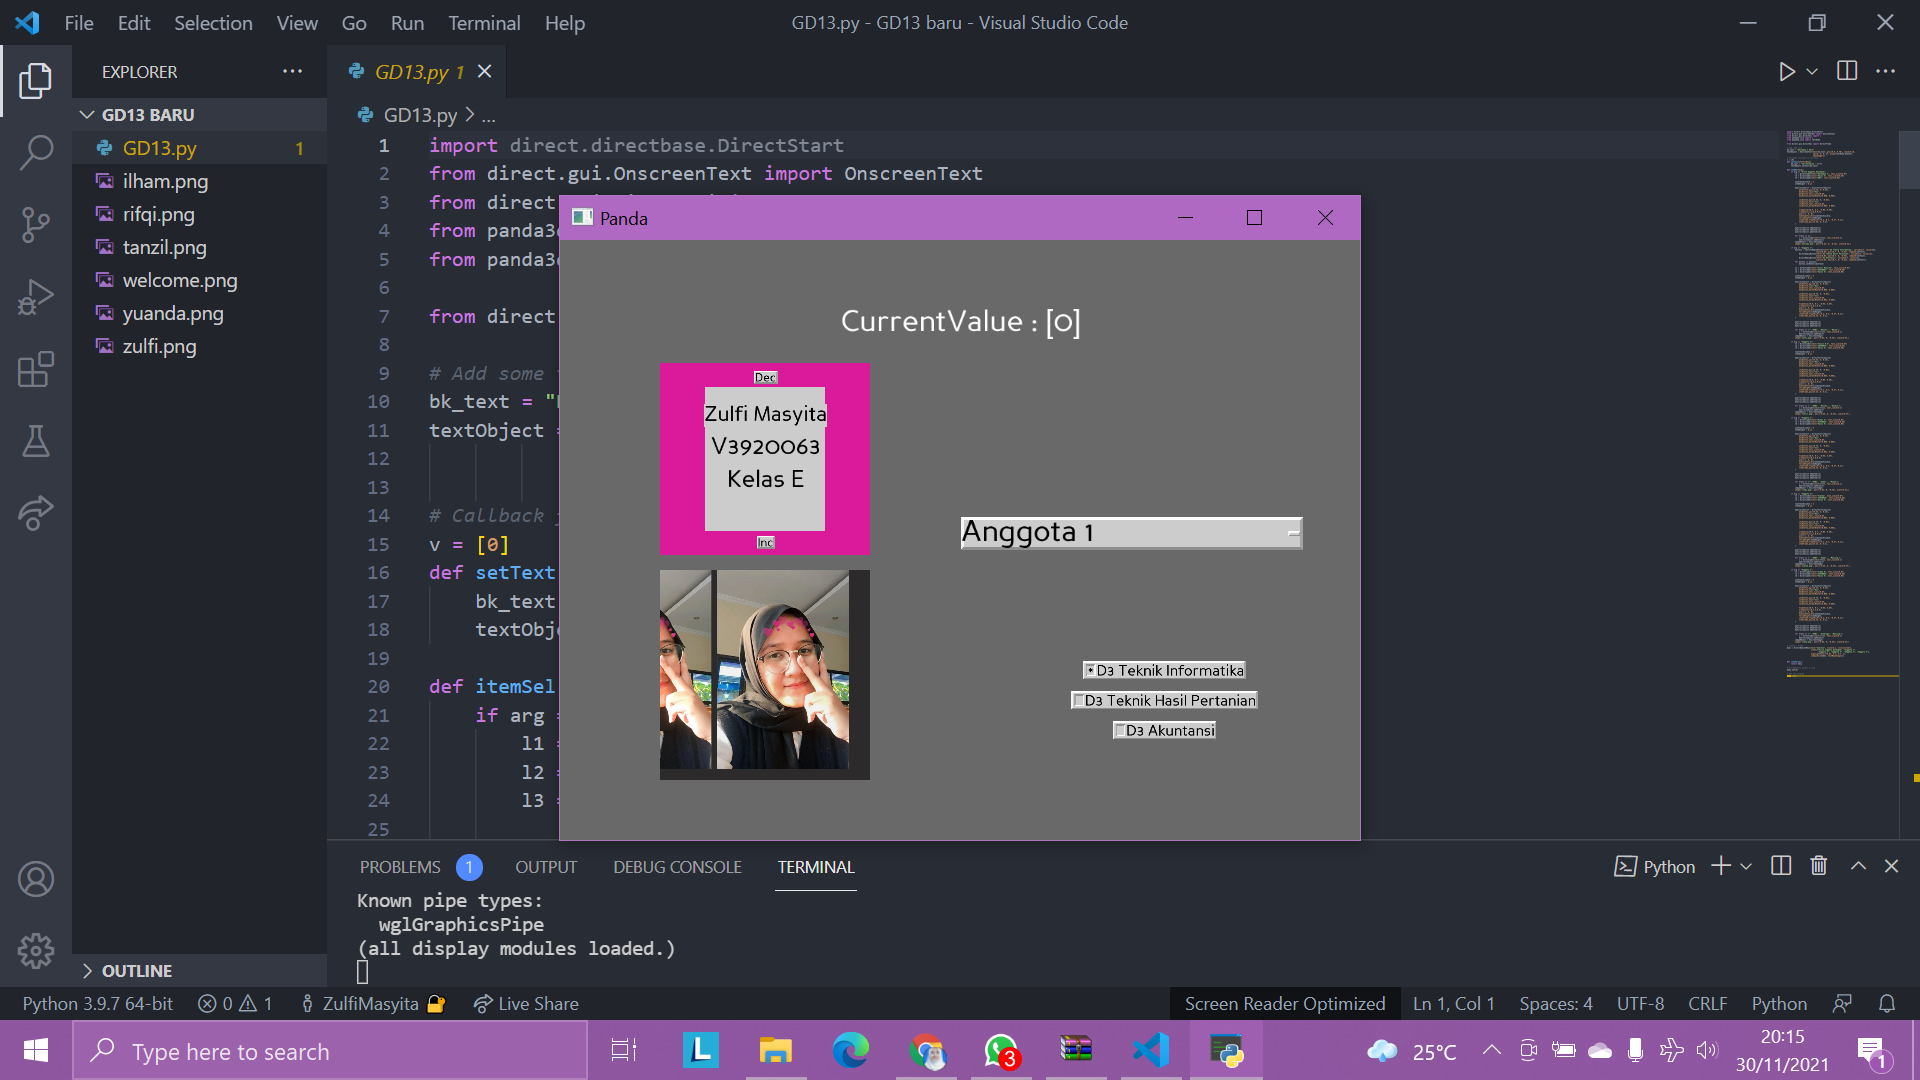 File Edit Selection View Go Run Terminal Help
GD13.py - GD13 baru - Visual Studio Code
EXPLORER
GD13 BARU
GD13.py 1
ilham.png
rifqi.png
tanzil.png
welcome.png
yuanda.png
zulfi.png
OUTLINE
GD13.py 1
GD13.py > ...
1 import direct.directbase.DirectStart
2 from direct.gui.OnscreenText import OnscreenText
3 from direct.
4 from panda3
5 from panda3
6
7 from direct
8
9 # Add some
10 bk_text = "
11 textObject =
12
13
14 # Callback
15 v = [0]
16 def setText
17 bk_text
18 textObj
19
20 def itemSel
21 if arg =
22 l1 =
23 l2 =
24 l3 =
25
Panda
CurrentValue : [0]
Dec
Zulfi Masyita
V3920063
Kelas E
Inc
Anggota 1
D3 Teknik Informatika
D3 Teknik Hasil Pertanian
D3 Akuntansi
PROBLEMS 1 OUTPUT DEBUG CONSOLE TERMINAL
Python
Known pipe types:
wglGraphicsPipe
(all display modules loaded.)
Python 3.9.7 64-bit 0 1 ZulfiMasyita Live Share
Screen Reader Optimized Ln 1, Col 1 Spaces: 4 UTF-8 CRLF Python
Type here to search
L
3
25°C
20:15
30/11/2021
1